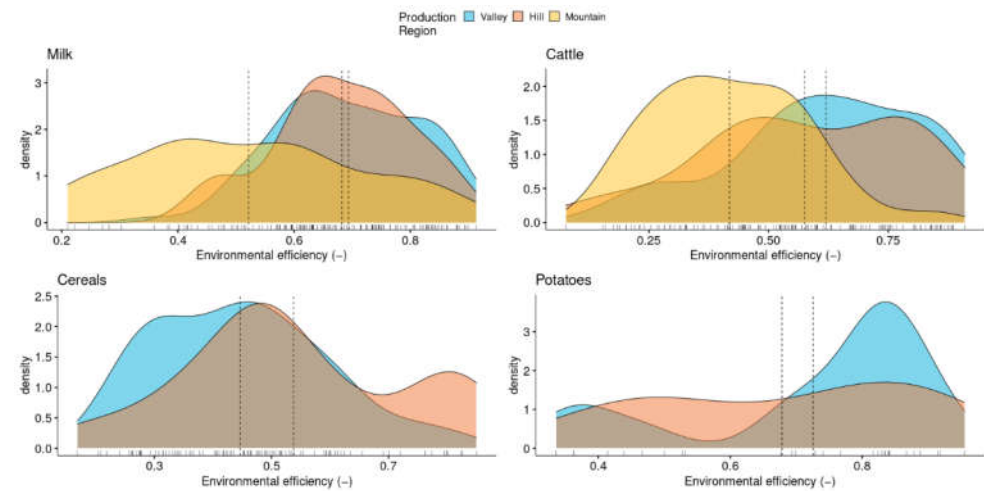 Production Region Valley Hill Mountain
Milk
density
3
2
1
0
0.2 0.4 0.6 0.8
Environmental efficiency (−)
Cattle
density
2.0
1.5
1.0
0.5
0.0
0.25 0.50 0.75
Environmental efficiency (−)
Cereals
density
2.5
2.0
1.5
1.0
0.5
0.0
0.3 0.5 0.7
Environmental efficiency (−)
Potatoes
density
3
2
1
0
0.4 0.6 0.8
Environmental efficiency (−)